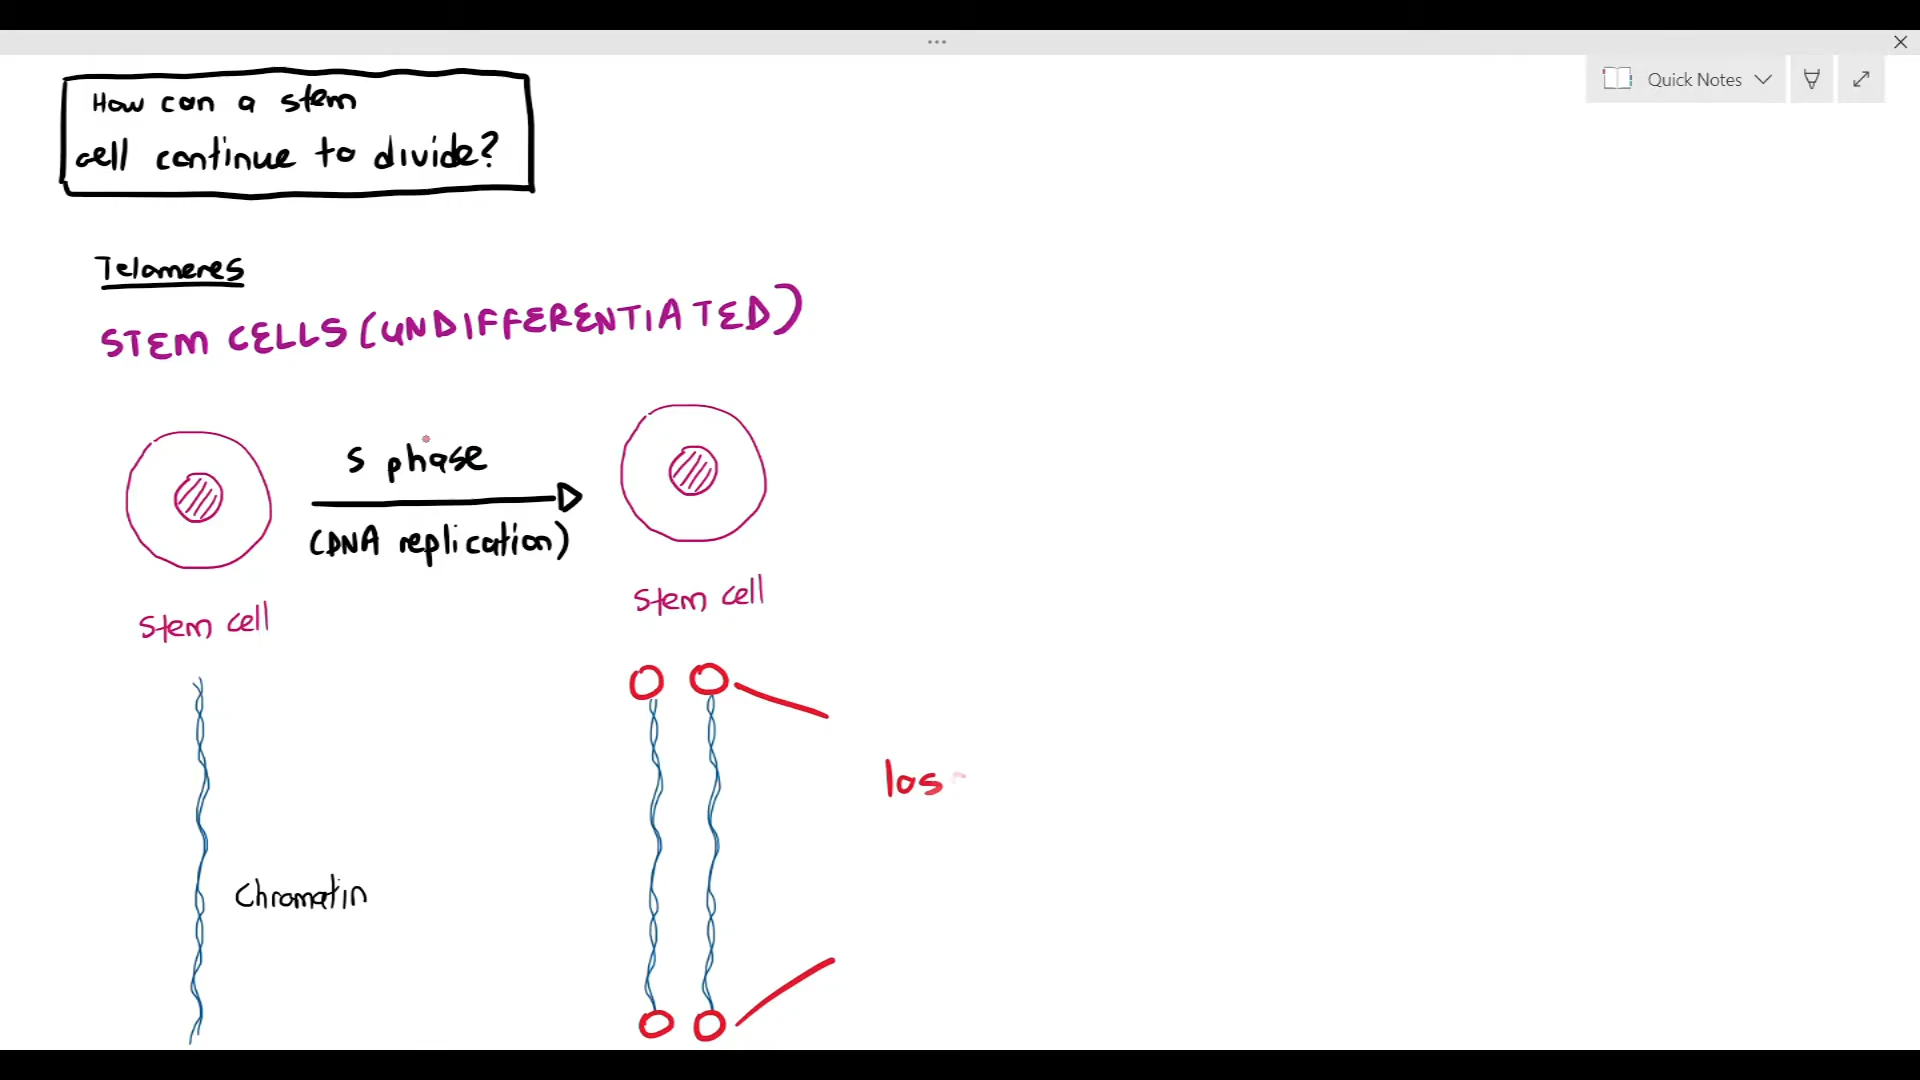 Quick Notes
How can a stem
cell continue to divide?
Telomeres
STEM CELLS (UNDIFFERENTIATED)
S phase
(DNA replication)
Stem cell
Stem cell
los
Chromatin